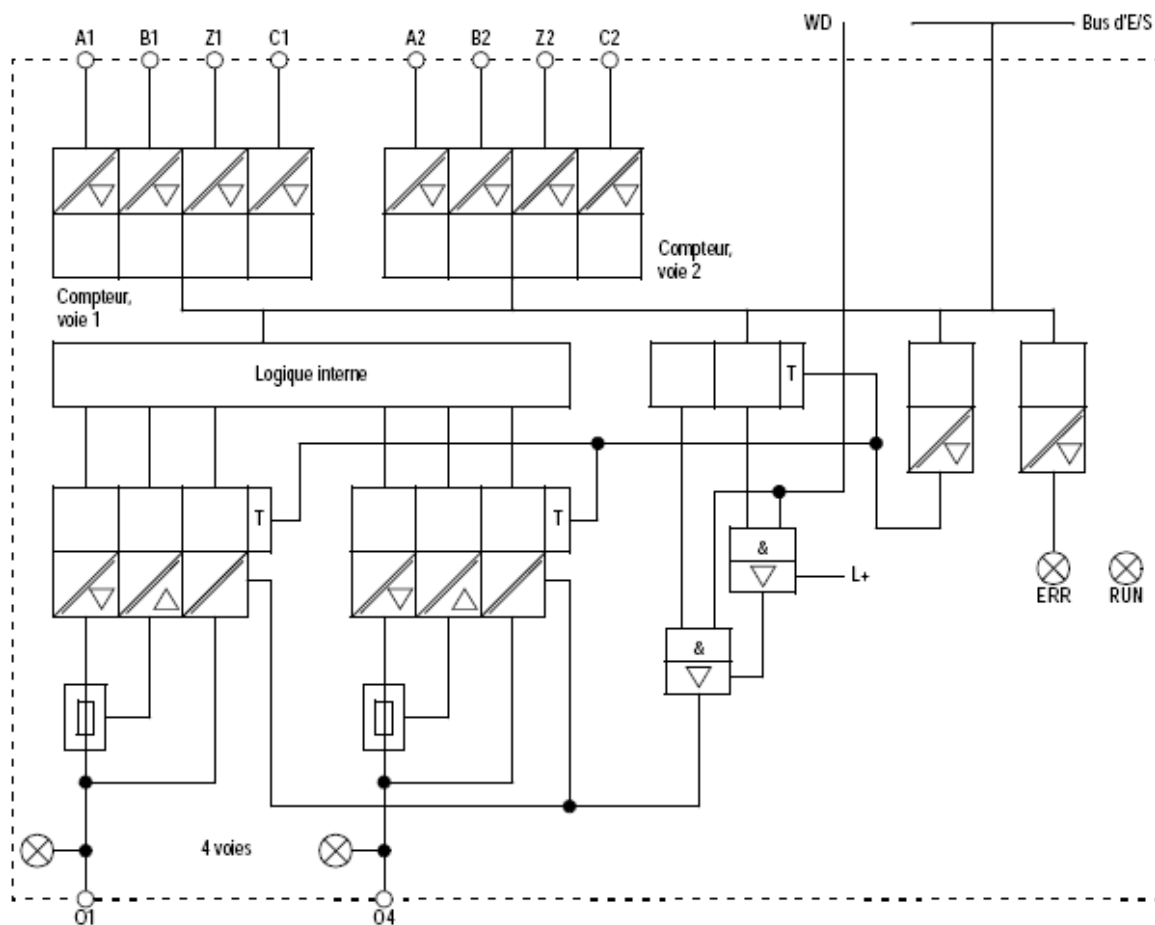 WD
Bus d'E/S
A1 B1 Z1 C1 A2 B2 Z2 C2
Compteur,
voie 2
Compteur,
voie 1
Logique interne
T
T
T
&
L+
ERR RUN
&
4 voies
O1 O4